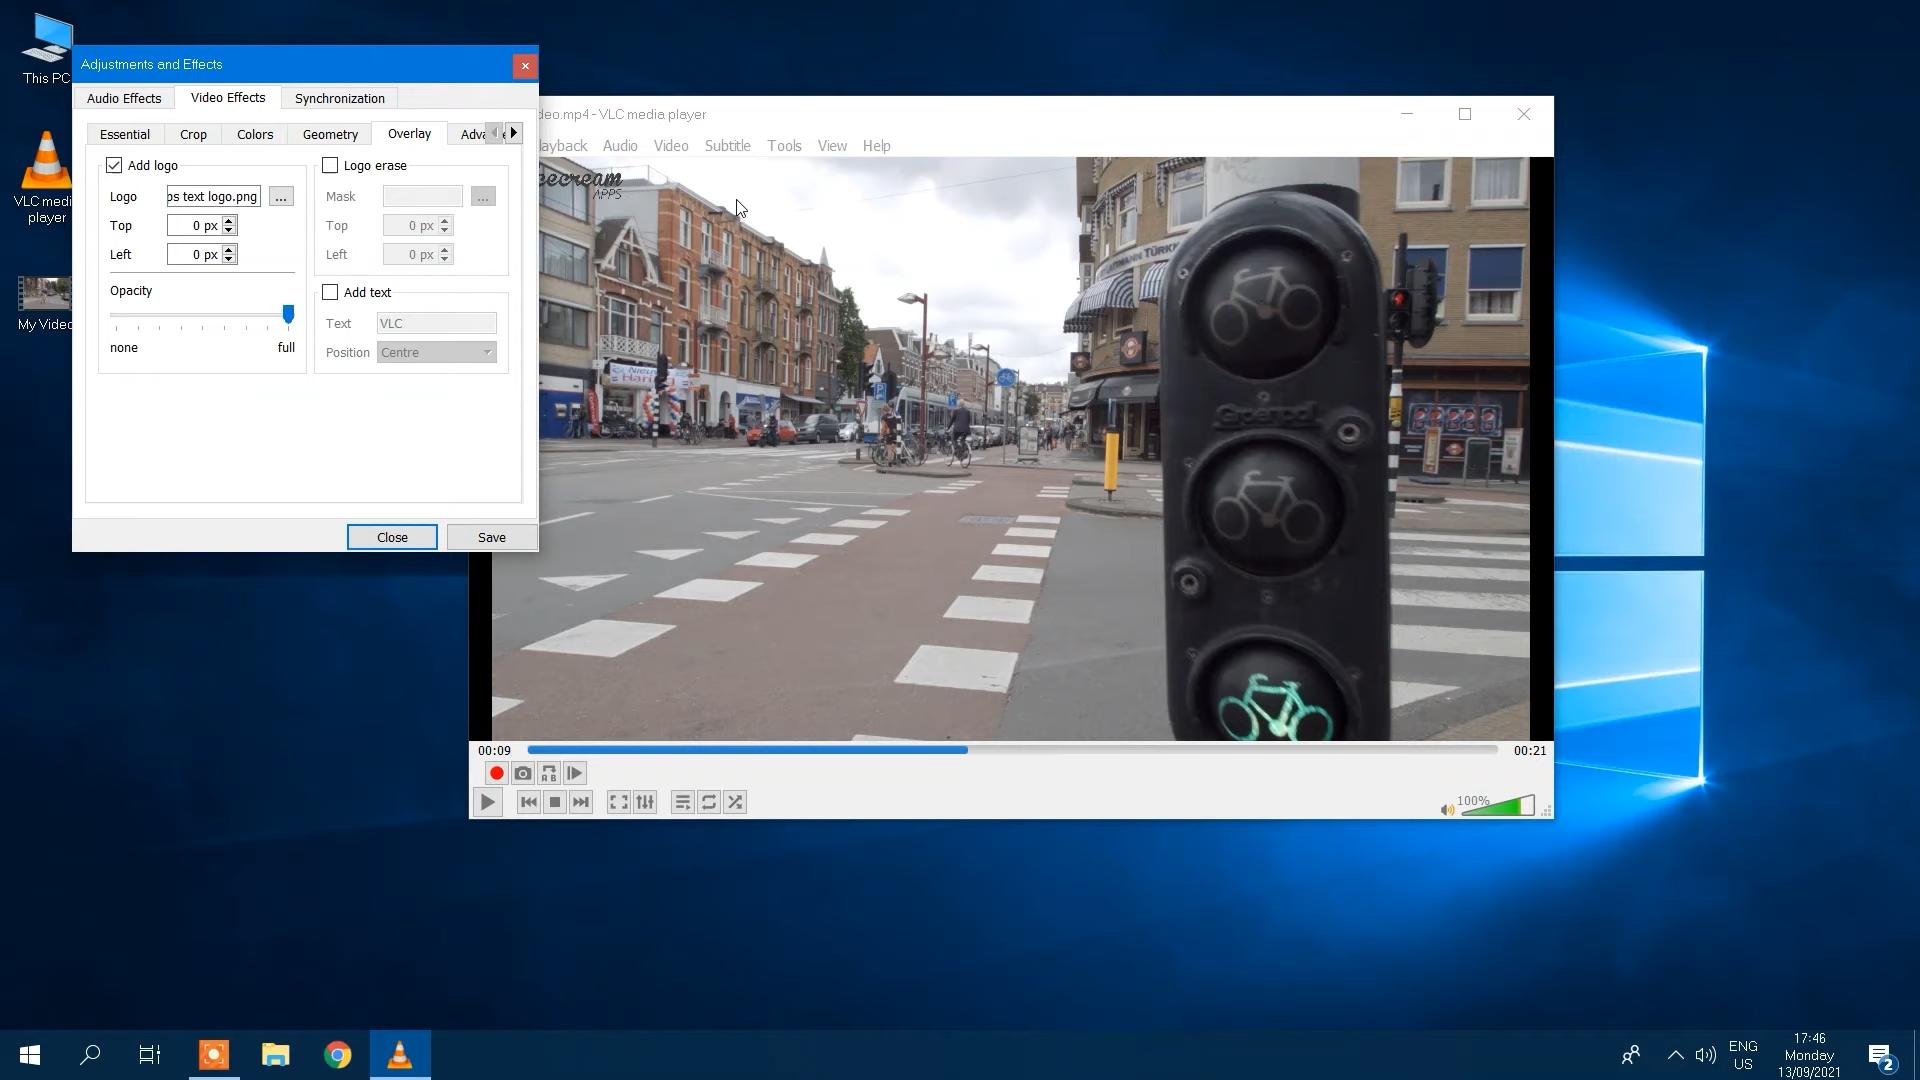 This PC
VLC medi
player
My Videc
Adjustments and Effects
Audio Effects
Video Effects
Synchronization
Essential
Crop
Colors
Geometry
Overlay
Add logo
Logo
ps text logo.png
...
Top
0 px
Left
0 px
Opacity
none
full
Logo erase
Mask
...
Top
0 px
Left
0 px
Add text
Text
VLC
Position
Centre
Close
Save
deo.mp4 - VLC media player
layback
Audio
Video
Subtitle
Tools
View
Help
ecream
APPS
00:09
00:21
A B
100%
ENG
US
17:46
Monday
13/09/2021
2